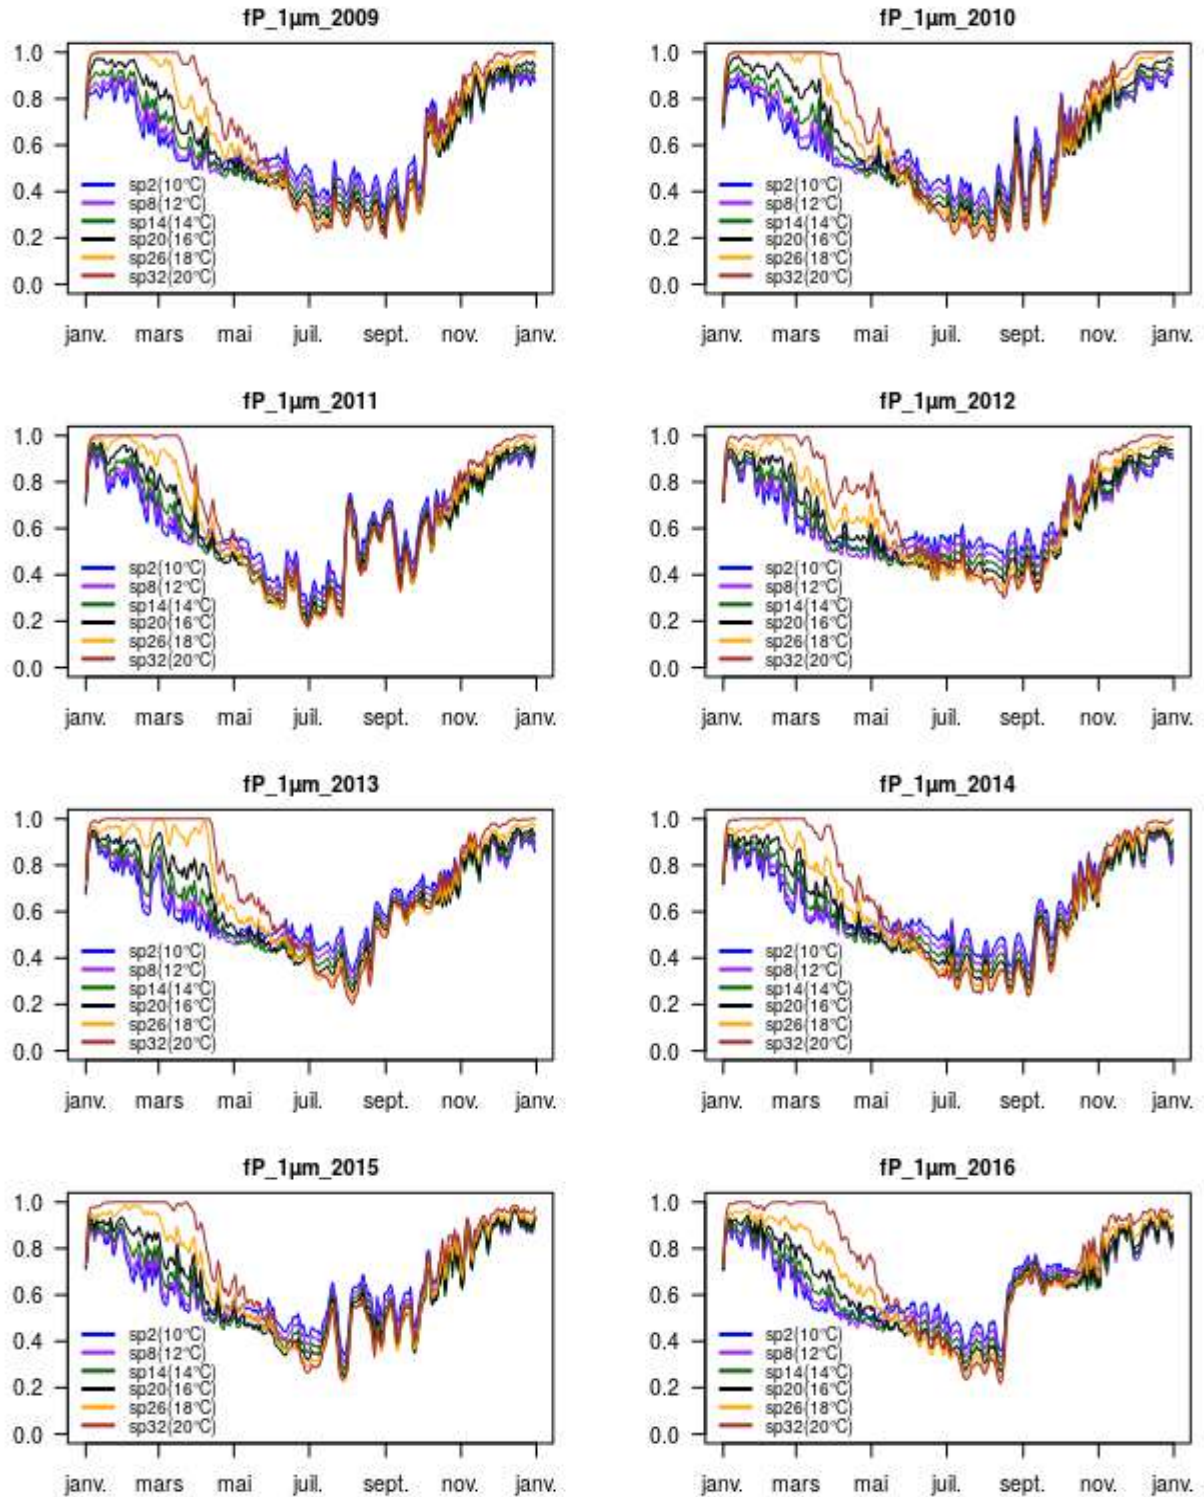 fP_1µm_2009
1.0
0.8
0.6
0.4
0.2
0.0
sp2(10°C)
sp8(12°C)
sp14(14°C)
sp20(16°C)
sp26(18°C)
sp32(20°C)
janv. mars mai juil. sept. nov. janv.
fP_1µm_2010
1.0
0.8
0.6
0.4
0.2
0.0
sp2(10°C)
sp8(12°C)
sp14(14°C)
sp20(16°C)
sp26(18°C)
sp32(20°C)
janv. mars mai juil. sept. nov. janv.
fP_1µm_2011
1.0
0.8
0.6
0.4
0.2
0.0
sp2(10°C)
sp8(12°C)
sp14(14°C)
sp20(16°C)
sp26(18°C)
sp32(20°C)
janv. mars mai juil. sept. nov. janv.
fP_1µm_2012
1.0
0.8
0.6
0.4
0.2
0.0
sp2(10°C)
sp8(12°C)
sp14(14°C)
sp20(16°C)
sp26(18°C)
sp32(20°C)
janv. mars mai juil. sept. nov. janv.
fP_1µm_2013
1.0
0.8
0.6
0.4
0.2
0.0
sp2(10°C)
sp8(12°C)
sp14(14°C)
sp20(16°C)
sp26(18°C)
sp32(20°C)
janv. mars mai juil. sept. nov. janv.
fP_1µm_2014
1.0
0.8
0.6
0.4
0.2
0.0
sp2(10°C)
sp8(12°C)
sp14(14°C)
sp20(16°C)
sp26(18°C)
sp32(20°C)
janv. mars mai juil. sept. nov. janv.
fP_1µm_2015
1.0
0.8
0.6
0.4
0.2
0.0
sp2(10°C)
sp8(12°C)
sp14(14°C)
sp20(16°C)
sp26(18°C)
sp32(20°C)
janv. mars mai juil. sept. nov. janv.
fP_1µm_2016
1.0
0.8
0.6
0.4
0.2
0.0
sp2(10°C)
sp8(12°C)
sp14(14°C)
sp20(16°C)
sp26(18°C)
sp32(20°C)
janv. mars mai juil. sept. nov. janv.